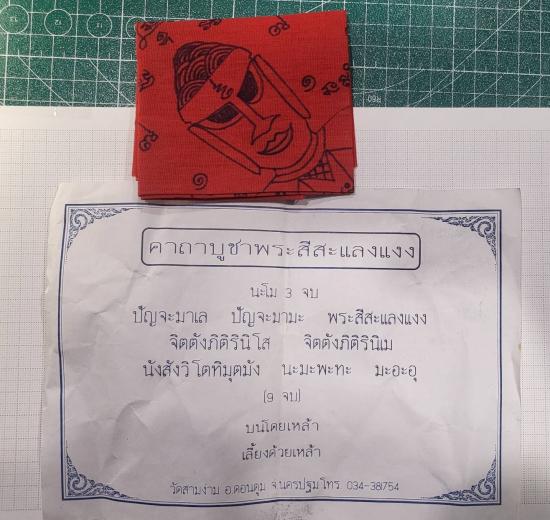 คาถาบูชาพระสีสะแลงแงง
นะโม 3 จบ
ปัญจะมาเล ปัญจะมามะ พระสีสะแลงแงง
จิตตังภิติรินิโส จิตตังภิติรินิเม
นังสังวิโตทิมุตมัง นะมะพะทะ มะอะอุ
(9 จบ)
บนโดยเหล้า
เลี้ยงด้วยเหล้า
วัดสามง่าม อ.ดอนตูม จ.นครปฐม โทร 034-381754